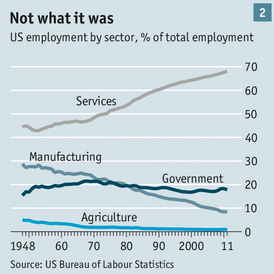 Not what it was
2
US employment by sector, % of total employment
70
60
Services
50
40
Manufacturing
30
Government
20
Agriculture
10
0
1948 60 70 80 90 2000 11
Source: US Bureau of Labour Statistics